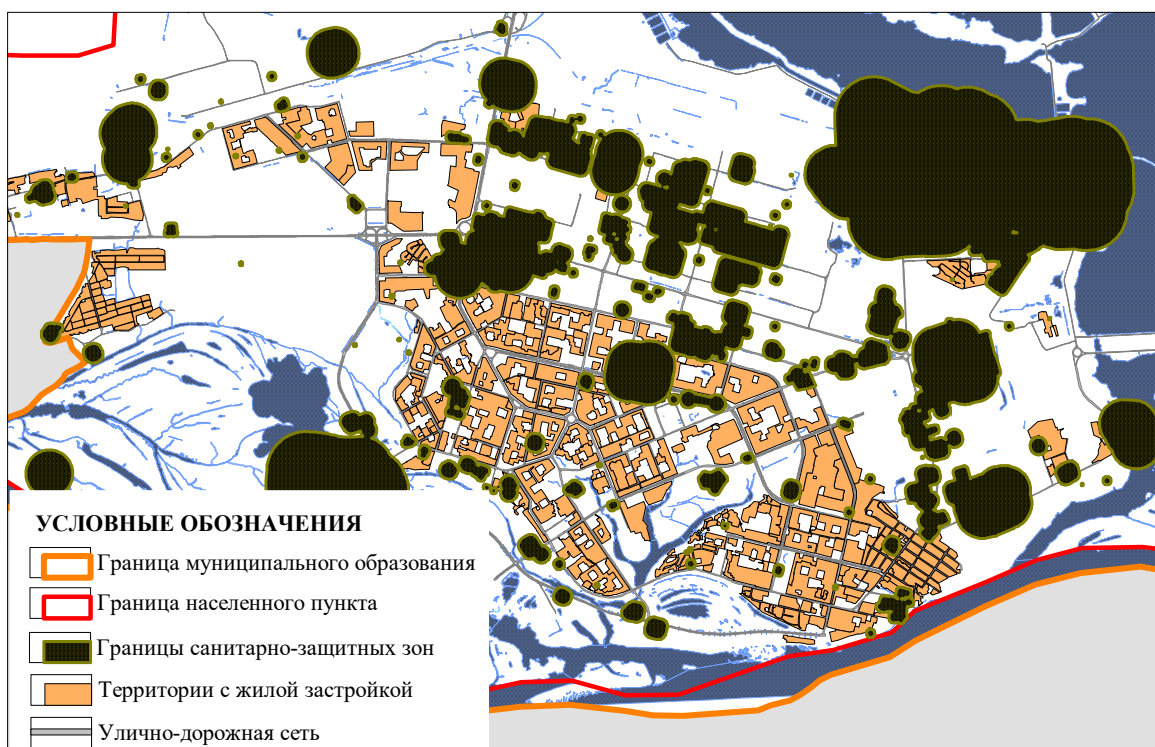 УСЛОВНЫЕ ОБОЗНАЧЕНИЯ
Граница муниципального образования
Граница населенного пункта
Границы санитарно-защитных зон
Территории с жилой застройкой
Улично-дорожная сеть